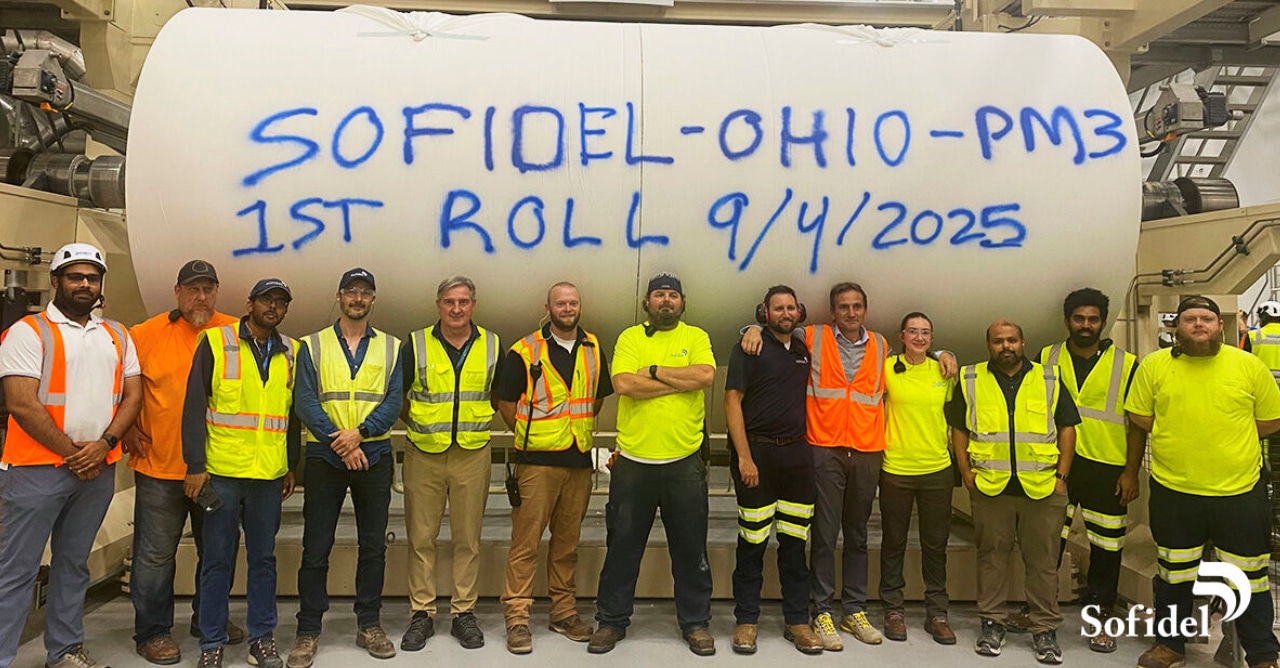 SOFIDEL-OHIO-PM3
1ST ROLL 9/4/2025
Sofidel